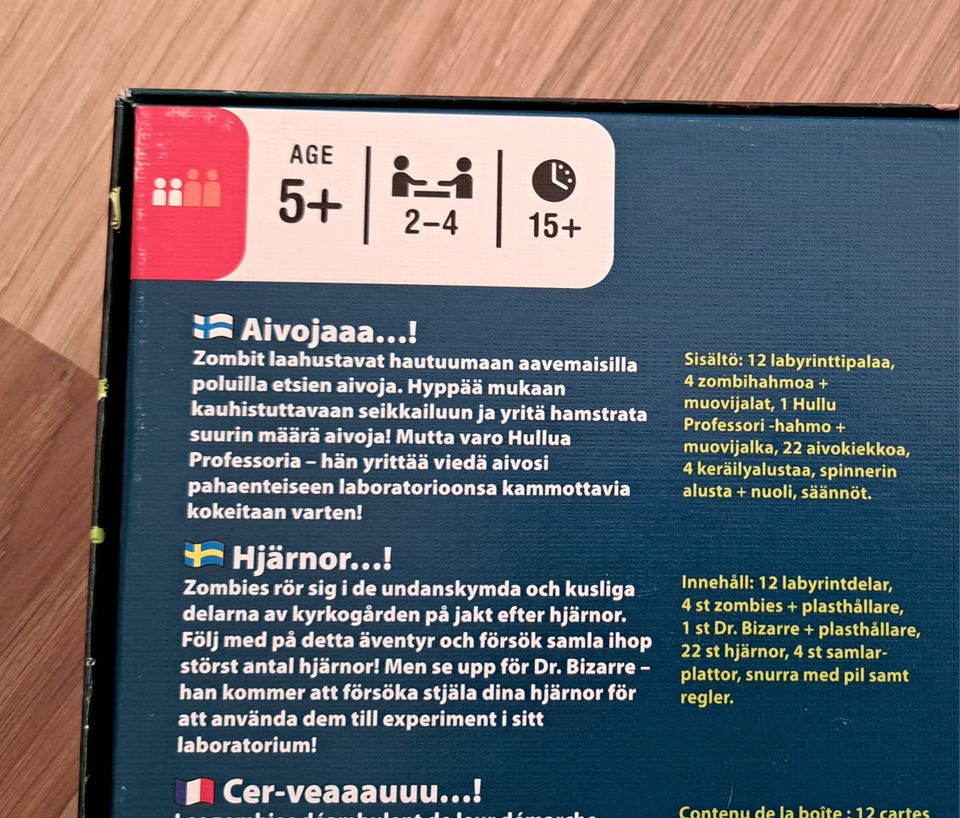 AGE
5+
2–4
15+
Aivojaaa...!
Zombit laahustavat hautuumaan aavemaisilla
poluilla etsien aivoja. Hyppää mukaan
kauhistuttavaan seikkailuun ja yritä hamstrata
suurin määrä aivoja! Mutta varo Hullua
Professoria – hän yrittää viedä aivosi
pahaenteiseen laboratorioonsa kammottavia
kokeitaan varten!
Sisältö: 12 labyrinttipalaa,
4 zombihahmoa +
muovijalat, 1 Hullu
Professori -hahmo +
muovijalka, 22 aivokiekkoa,
4 keräilyalustaa, spinnerin
alusta + nuoli, säännöt.
Hjärnor...!
Zombies rör sig i de undanskymda och kusliga
delarna av kyrkogården på jakt efter hjärnor.
Följ med på detta äventyr och försök samla ihop
störst antal hjärnor! Men se upp för Dr. Bizarre –
han kommer att försöka stjäla dina hjärnor för
att använda dem till experiment i sitt
laboratorium!
Innehåll: 12 labyrintdelar,
4 st zombies + plasthållare,
1 st Dr. Bizarre + plasthållare,
22 st hjärnor, 4 st samlar-
plattor, snurra med pil samt
regler.
Cer-veaaauuu...!
Les zombies déambulent de leur démarche
Contenu de la boîte : 12 cartes